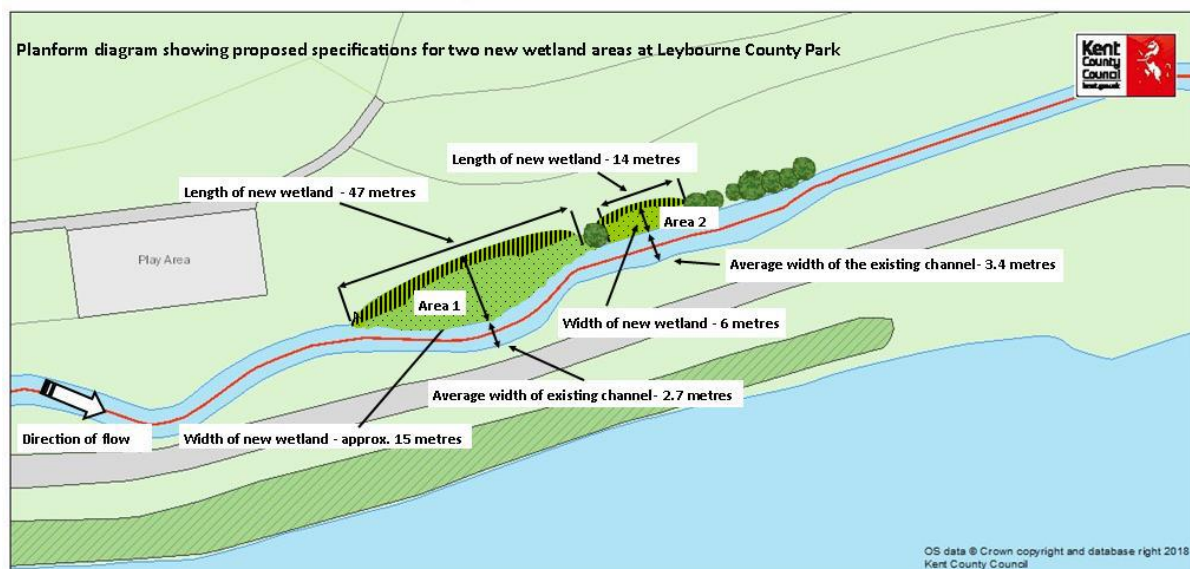 Planform diagram showing proposed specifications for two new wetland areas at Leybourne County Park
Kent
County
Council
kent.gov.uk
Length of new wetland - 14 metres
Length of new wetland - 47 metres
Area 2
Play Area
Average width of the existing channel- 3.4 metres
Area 1
Width of new wetland - 6 metres
Average width of existing channel- 2.7 metres
Direction of flow
Width of new wetland - approx. 15 metres
OS data © Crown copyright and database right 2018
Kent County Council